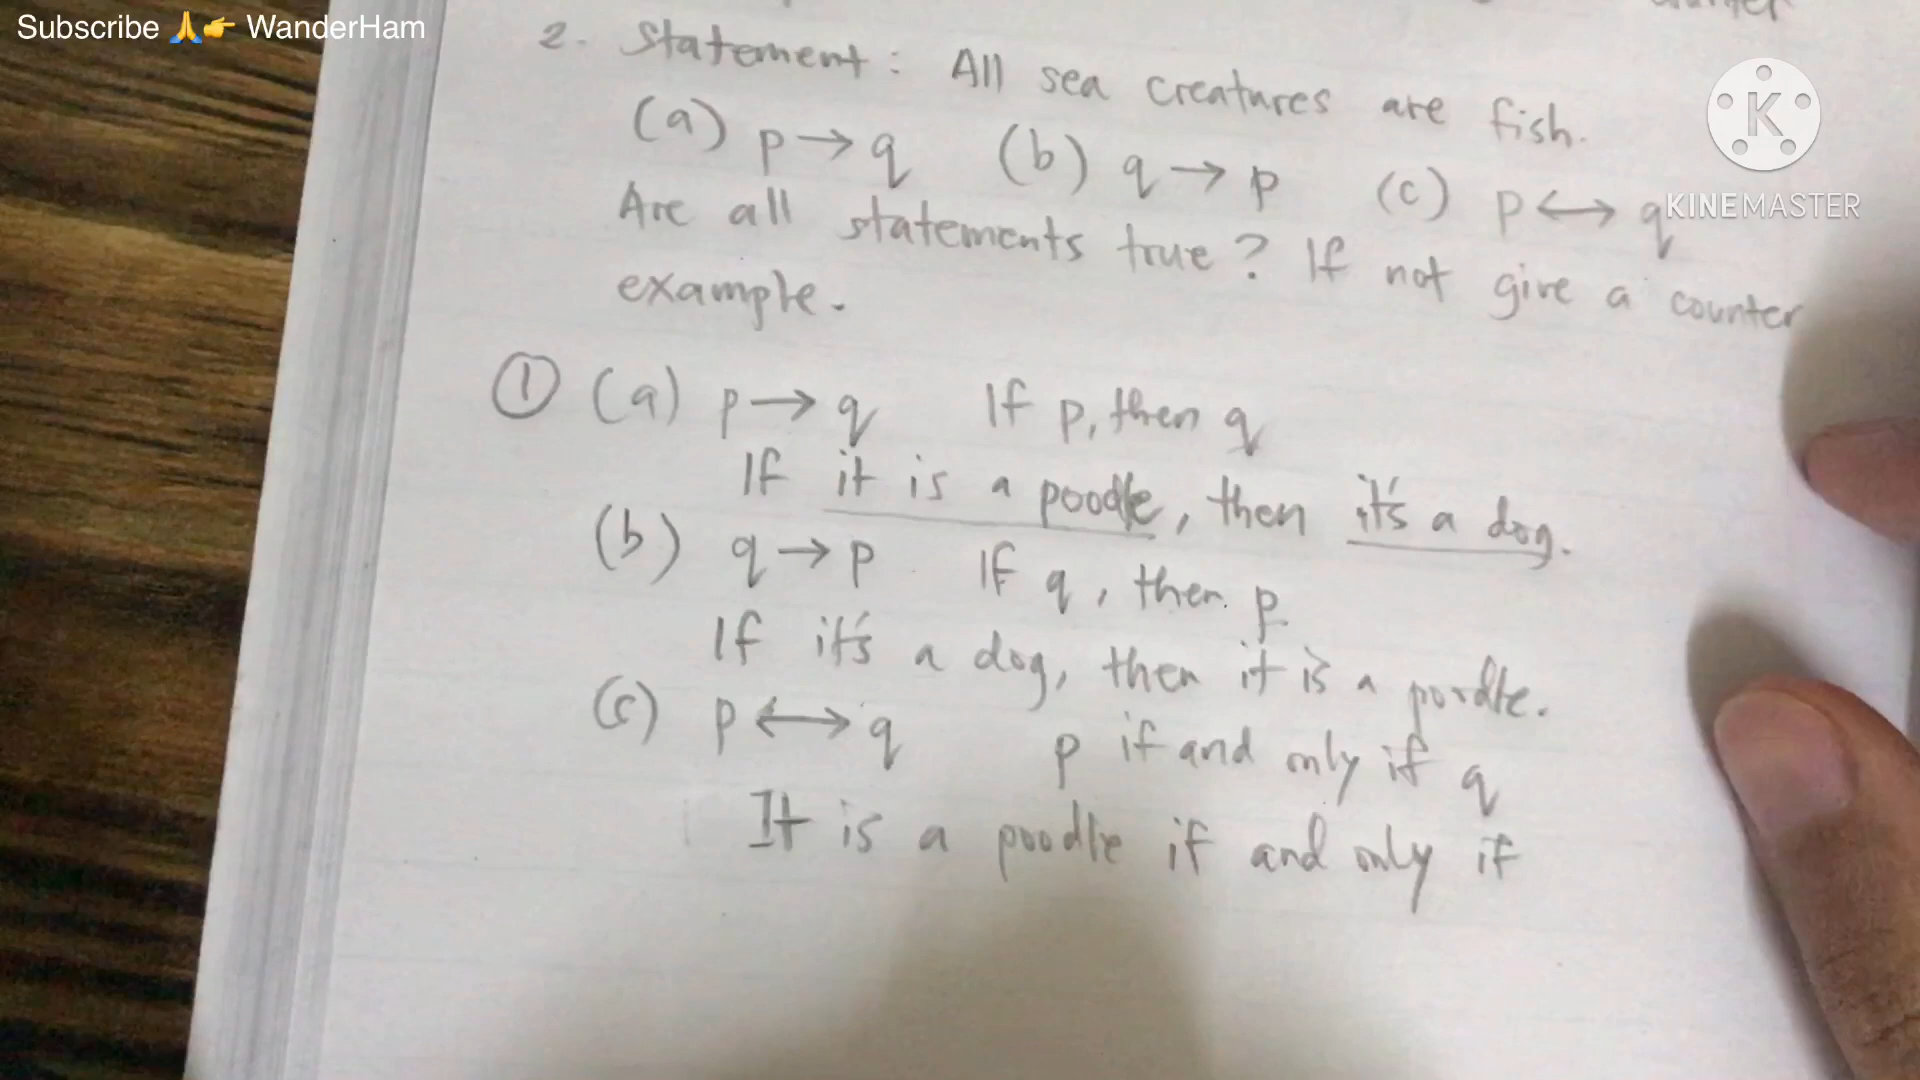 Subscribe 🙏👉 WanderHam
2. Statement: All sea creatures are fish.
(a) p → q (b) q → p (c) p ↔ q
KINEMASTER
Are all statements true? If not give a counter
example.
① (a) p → q If p, then q
If it is a poodle, then it's a dog.
(b) q → p If q, then p
If it's a dog, then it is a poodle.
(c) p ↔ q p if and only if q
It is a poodle if and only if